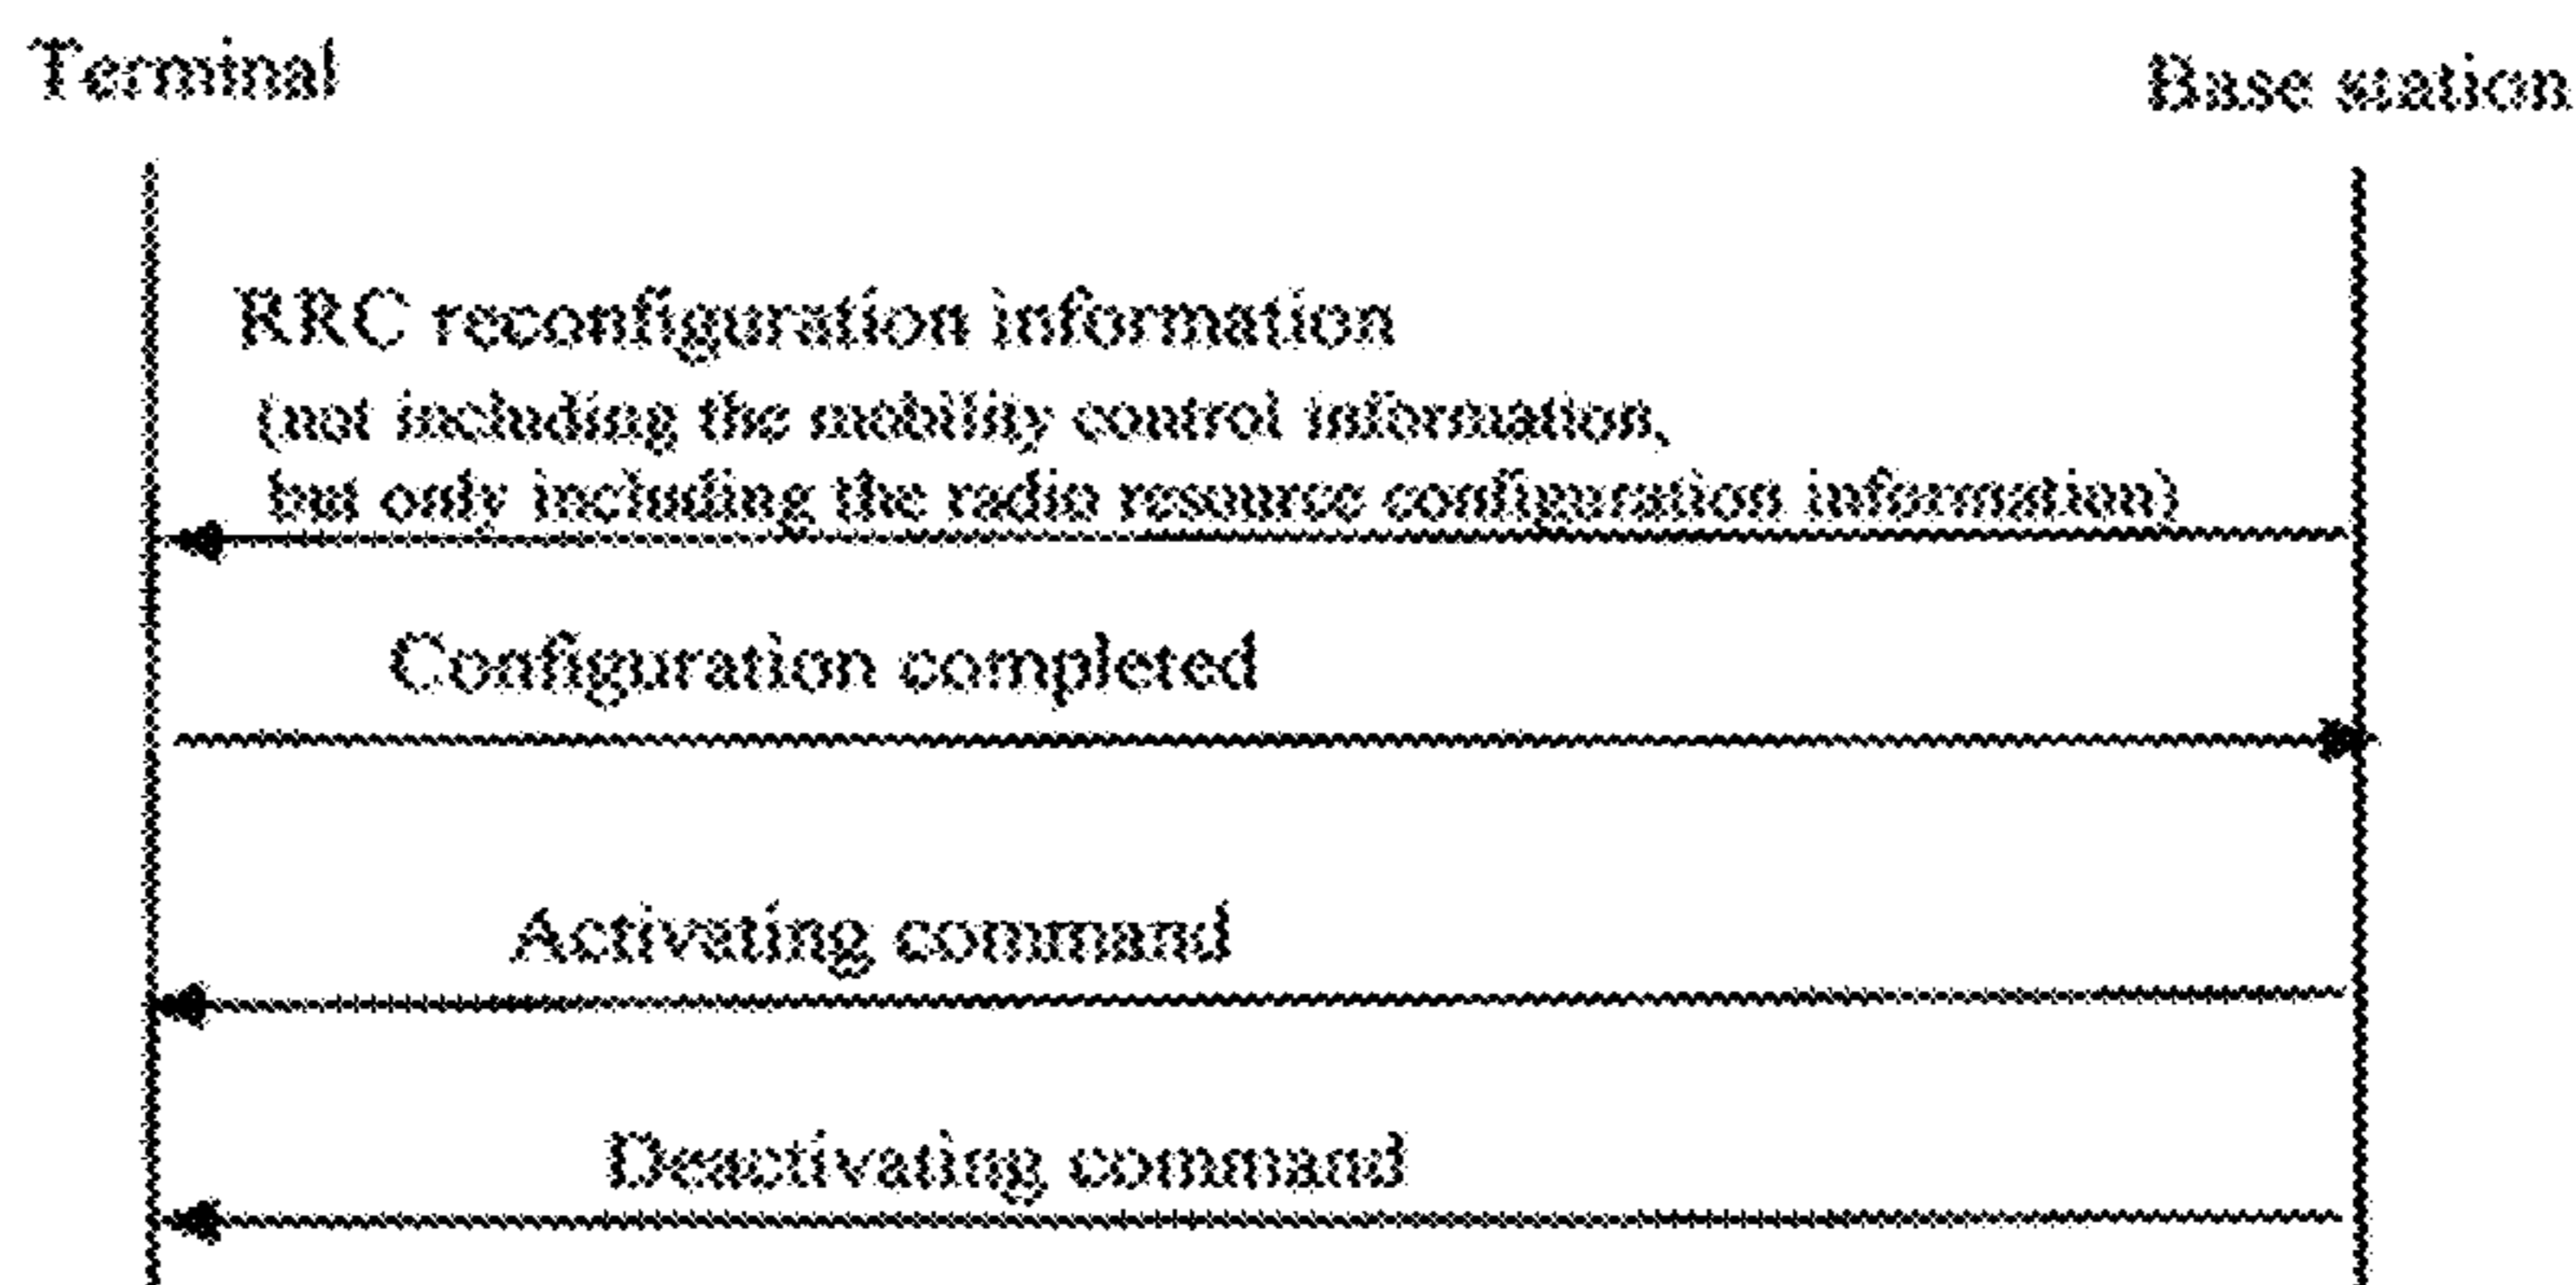 Terminal
Base station
RRC reconfiguration information
(not including the mobility control information,
but only including the radio resource configuration information)
Configuration completed
Activating command
Deactivating command